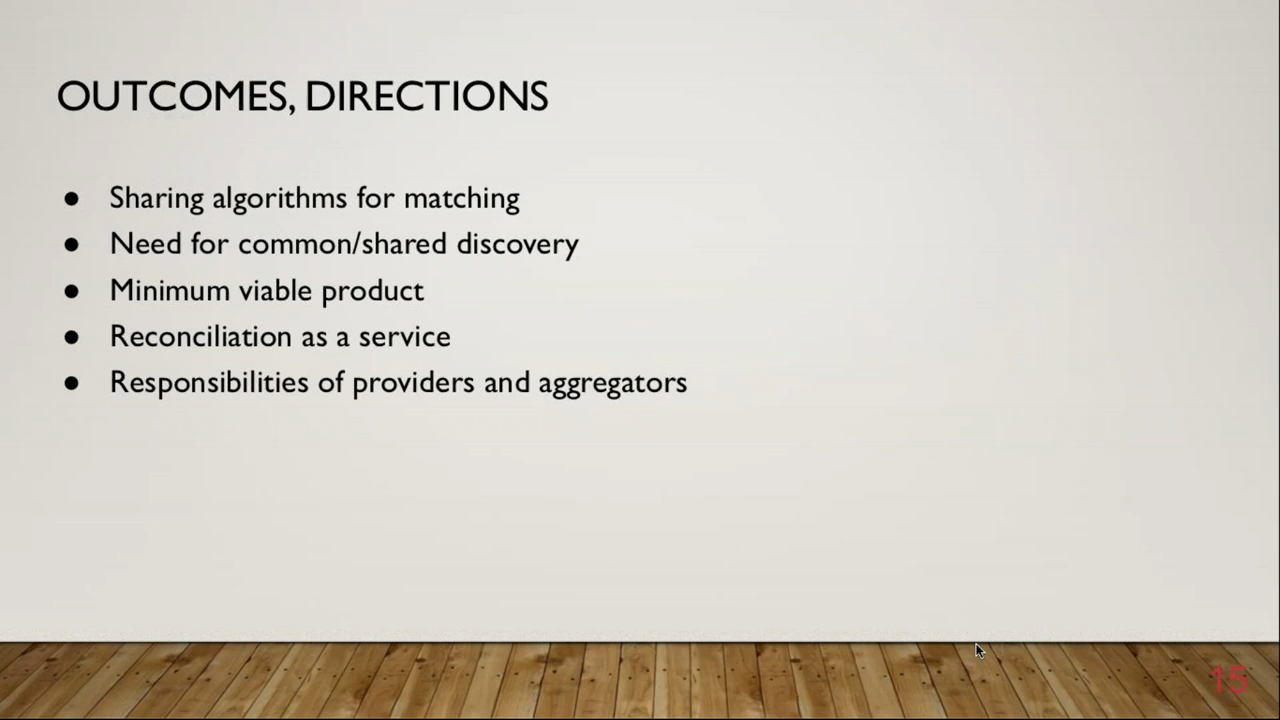 OUTCOMES, DIRECTIONS
● Sharing algorithms for matching
● Need for common/shared discovery
● Minimum viable product
● Reconciliation as a service
● Responsibilities of providers and aggregators
15